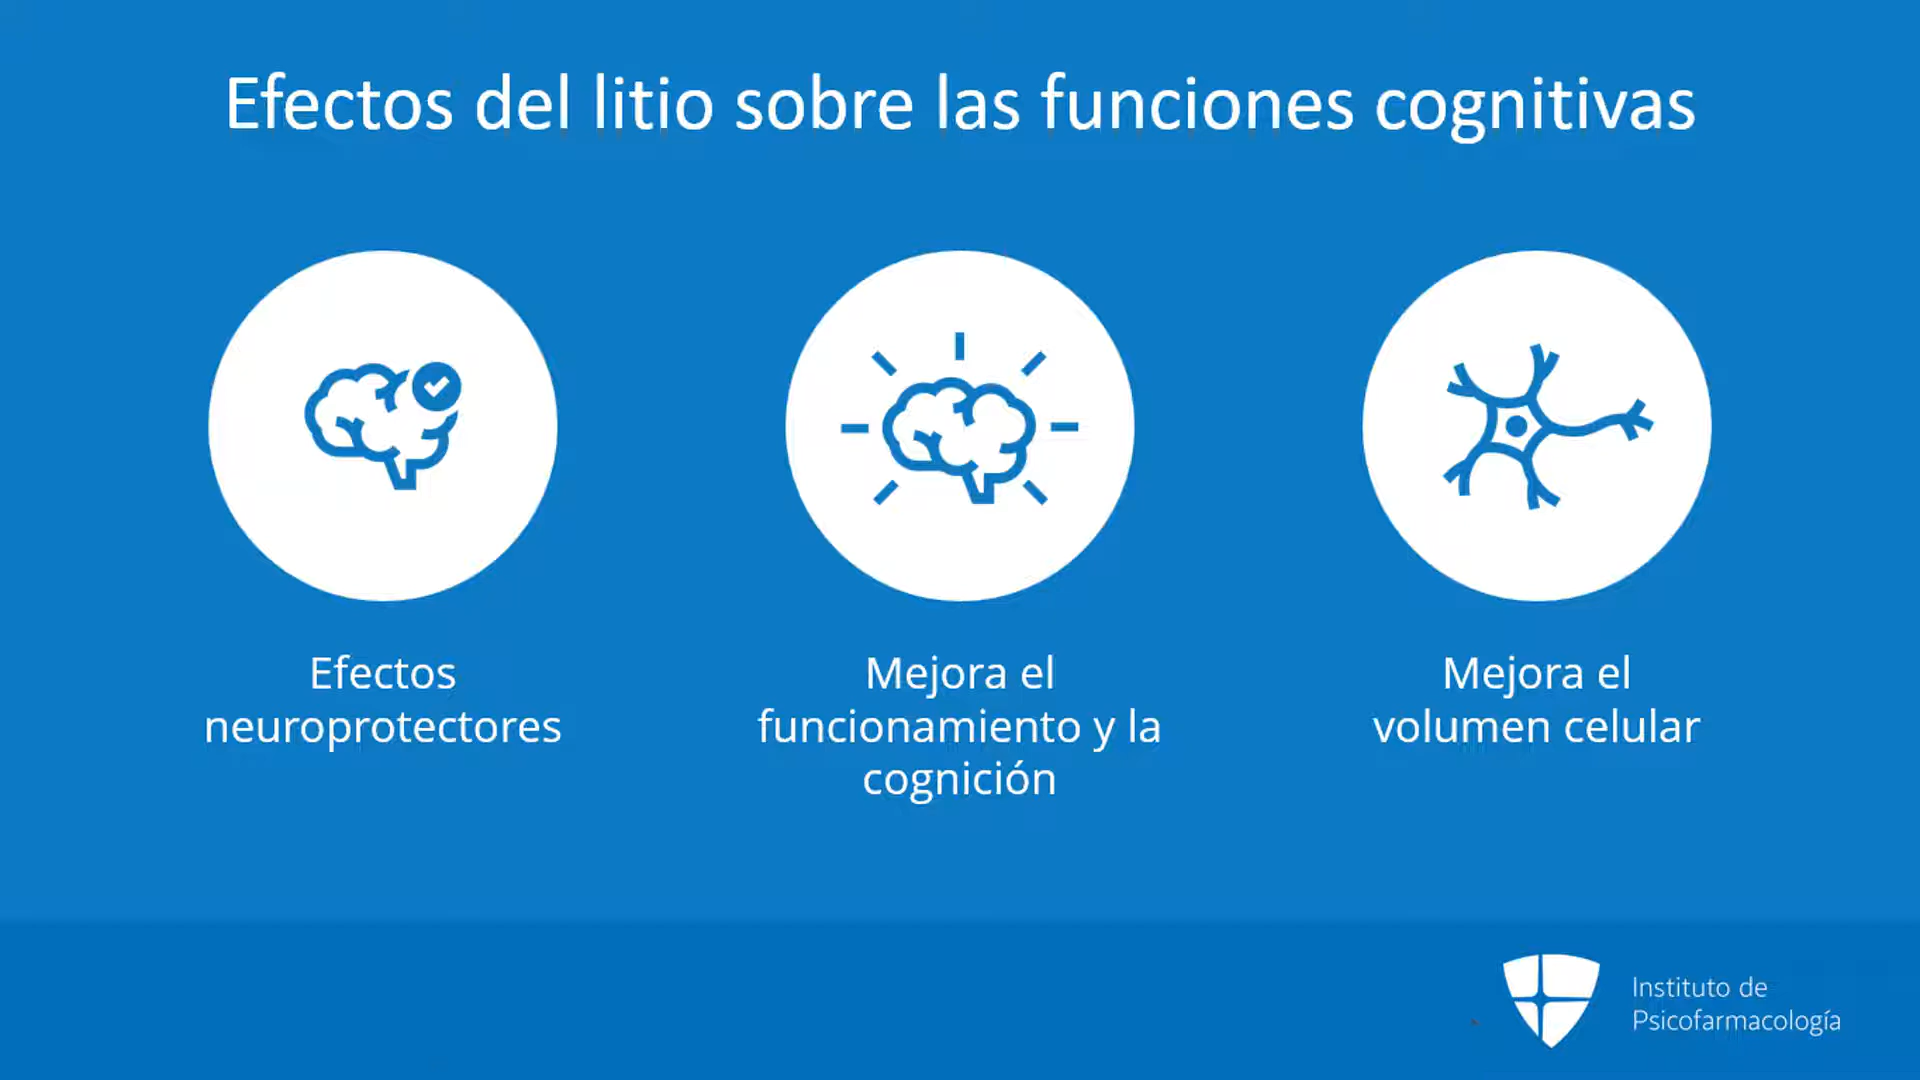 Efectos del litio sobre las funciones cognitivas
Efectos
neuroprotectores
Mejora el
funcionamiento y la
cognición
Mejora el
volumen celular
Instituto de
Psicofarmacología